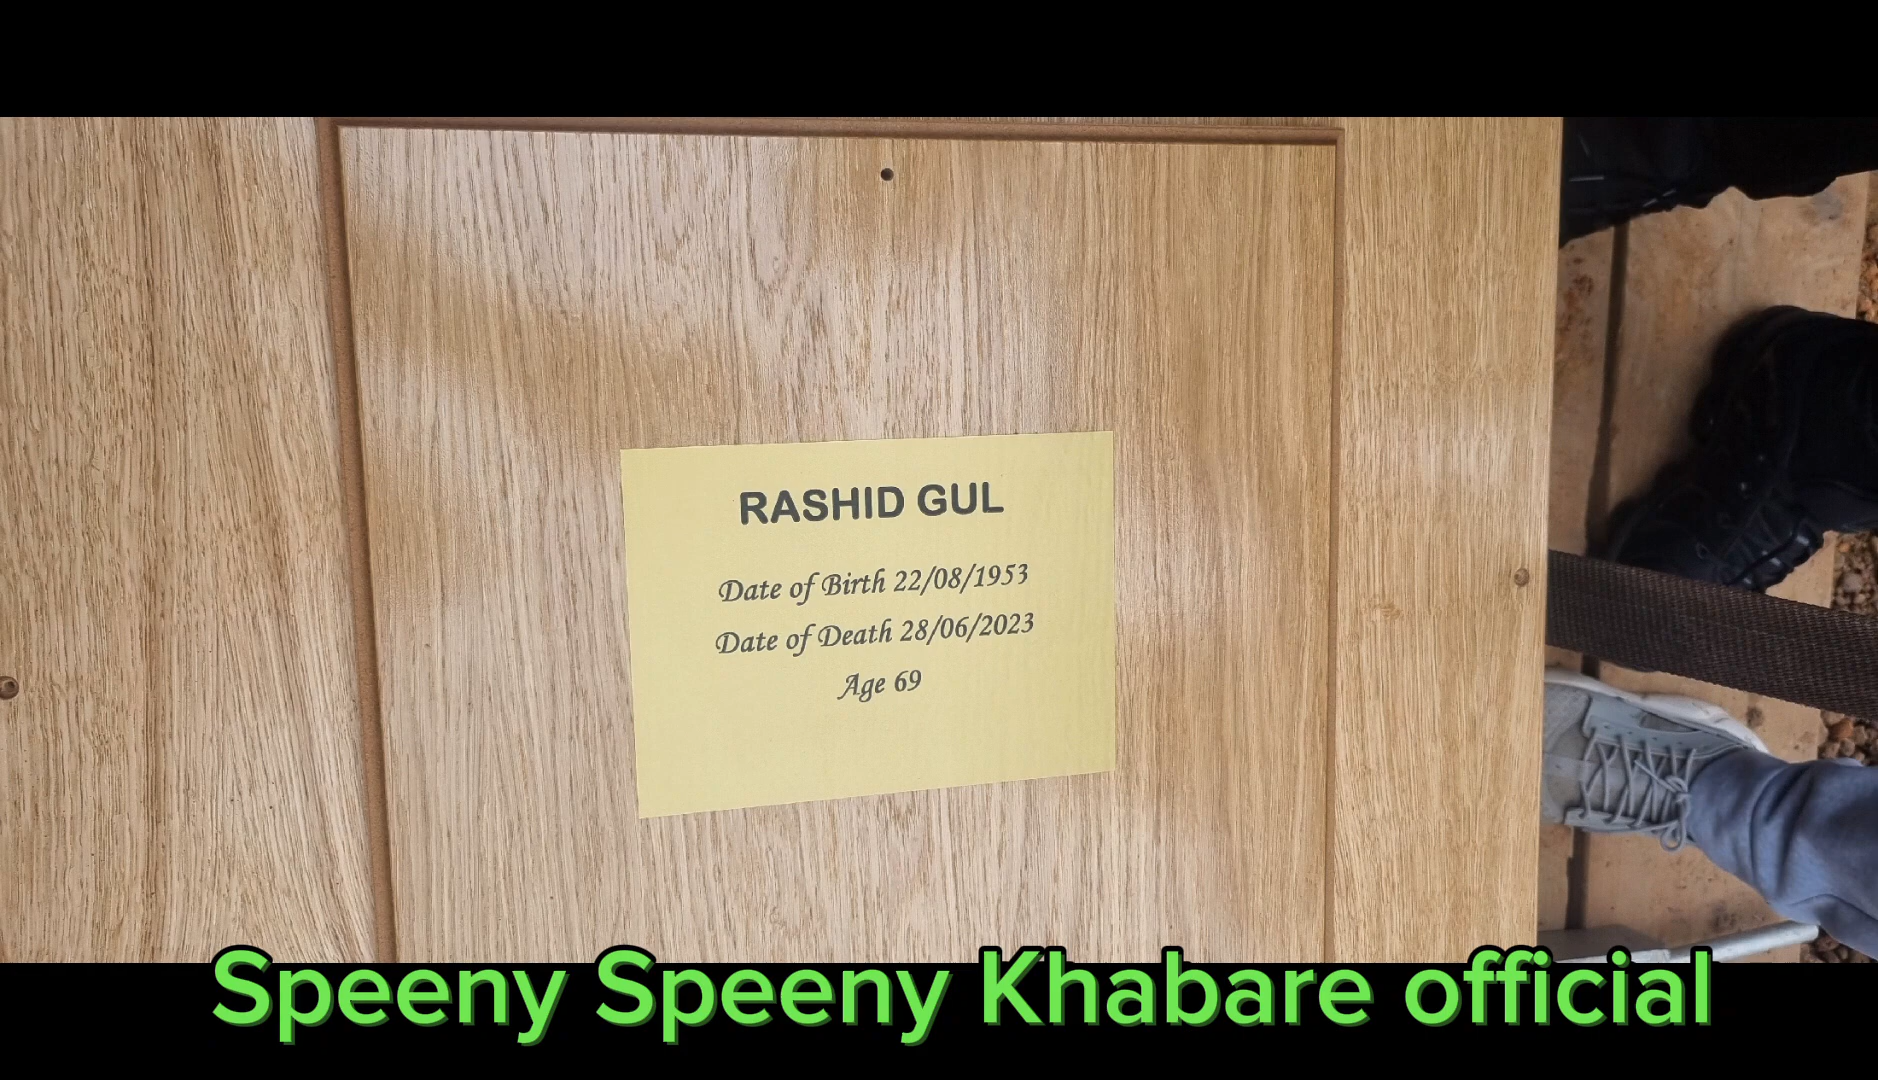 RASHID GUL
Date of Birth 22/08/1953
Date of Death 28/06/2023
Age 69
Speeny Speeny Khabare official